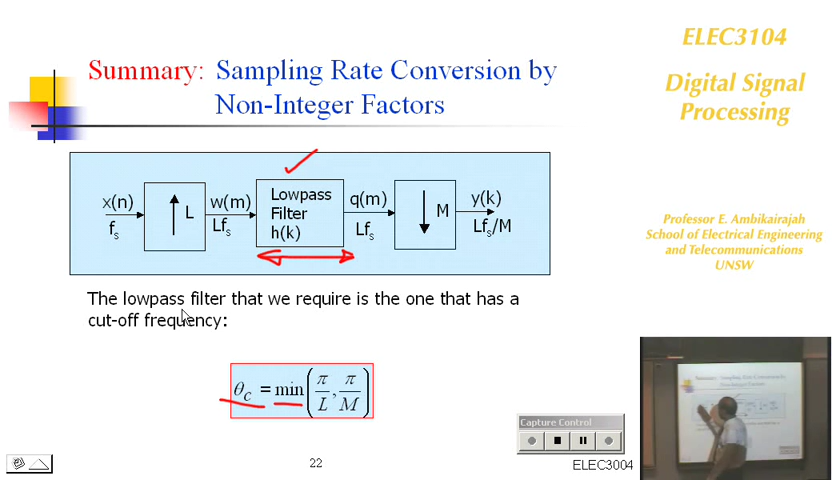 Summary: Sampling Rate Conversion by
Non-Integer Factors
x(n)
fs
L
w(m)
Lfs
Lowpass
Filter
h(k)
q(m)
Lfs
M
y(k)
Lfs/M
The lowpass filter that we require is the one that has a
cut-off frequency:
θc = min(π/L, π/M)
22
ELEC3104
Digital Signal
Processing
Professor E. Ambikairajah
School of Electrical Engineering
and Telecommunications
UNSW
Capture Control
ELEC3004